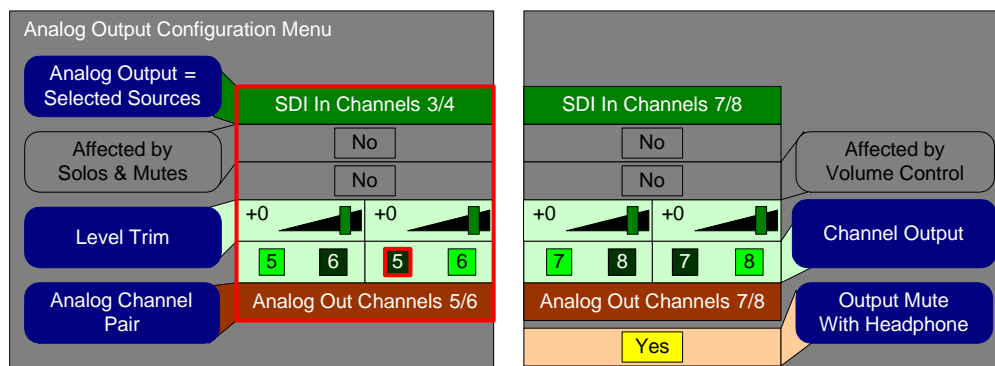 Analog Output Configuration Menu
Analog Output =
Selected Sources
SDI In Channels 3/4
Affected by
Solos & Mutes
No
No
Level Trim
+0 +0
5 6 5 6
Analog Channel
Pair
Analog Out Channels 5/6
SDI In Channels 7/8
No
No
Affected by
Volume Control
+0 +0
Channel Output
7 8 7 8
Analog Out Channels 7/8
Output Mute
With Headphone
Yes